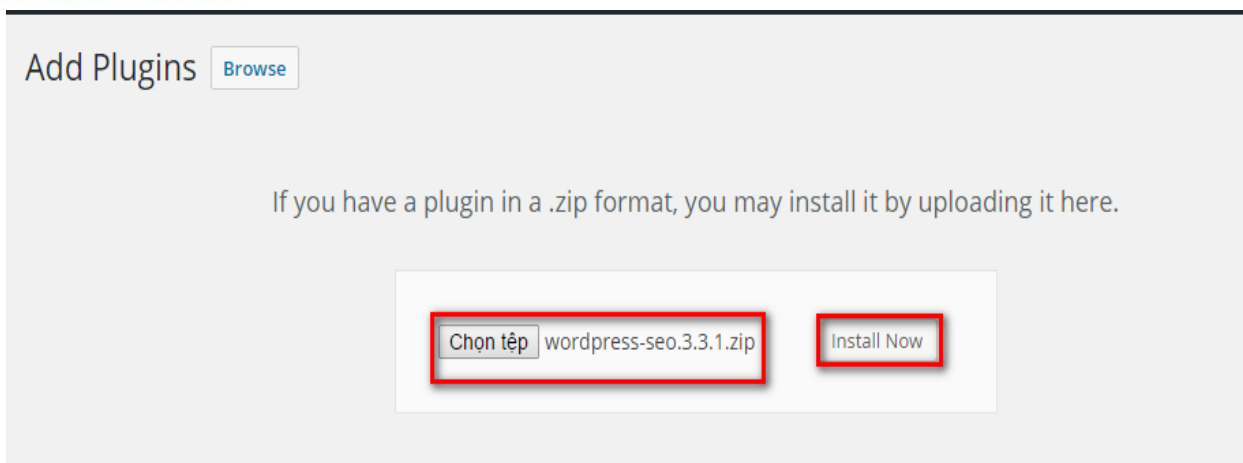 Add Plugins Browse
If you have a plugin in a .zip format, you may install it by uploading it here.
Chọn tệp wordpress-seo.3.3.1.zip Install Now